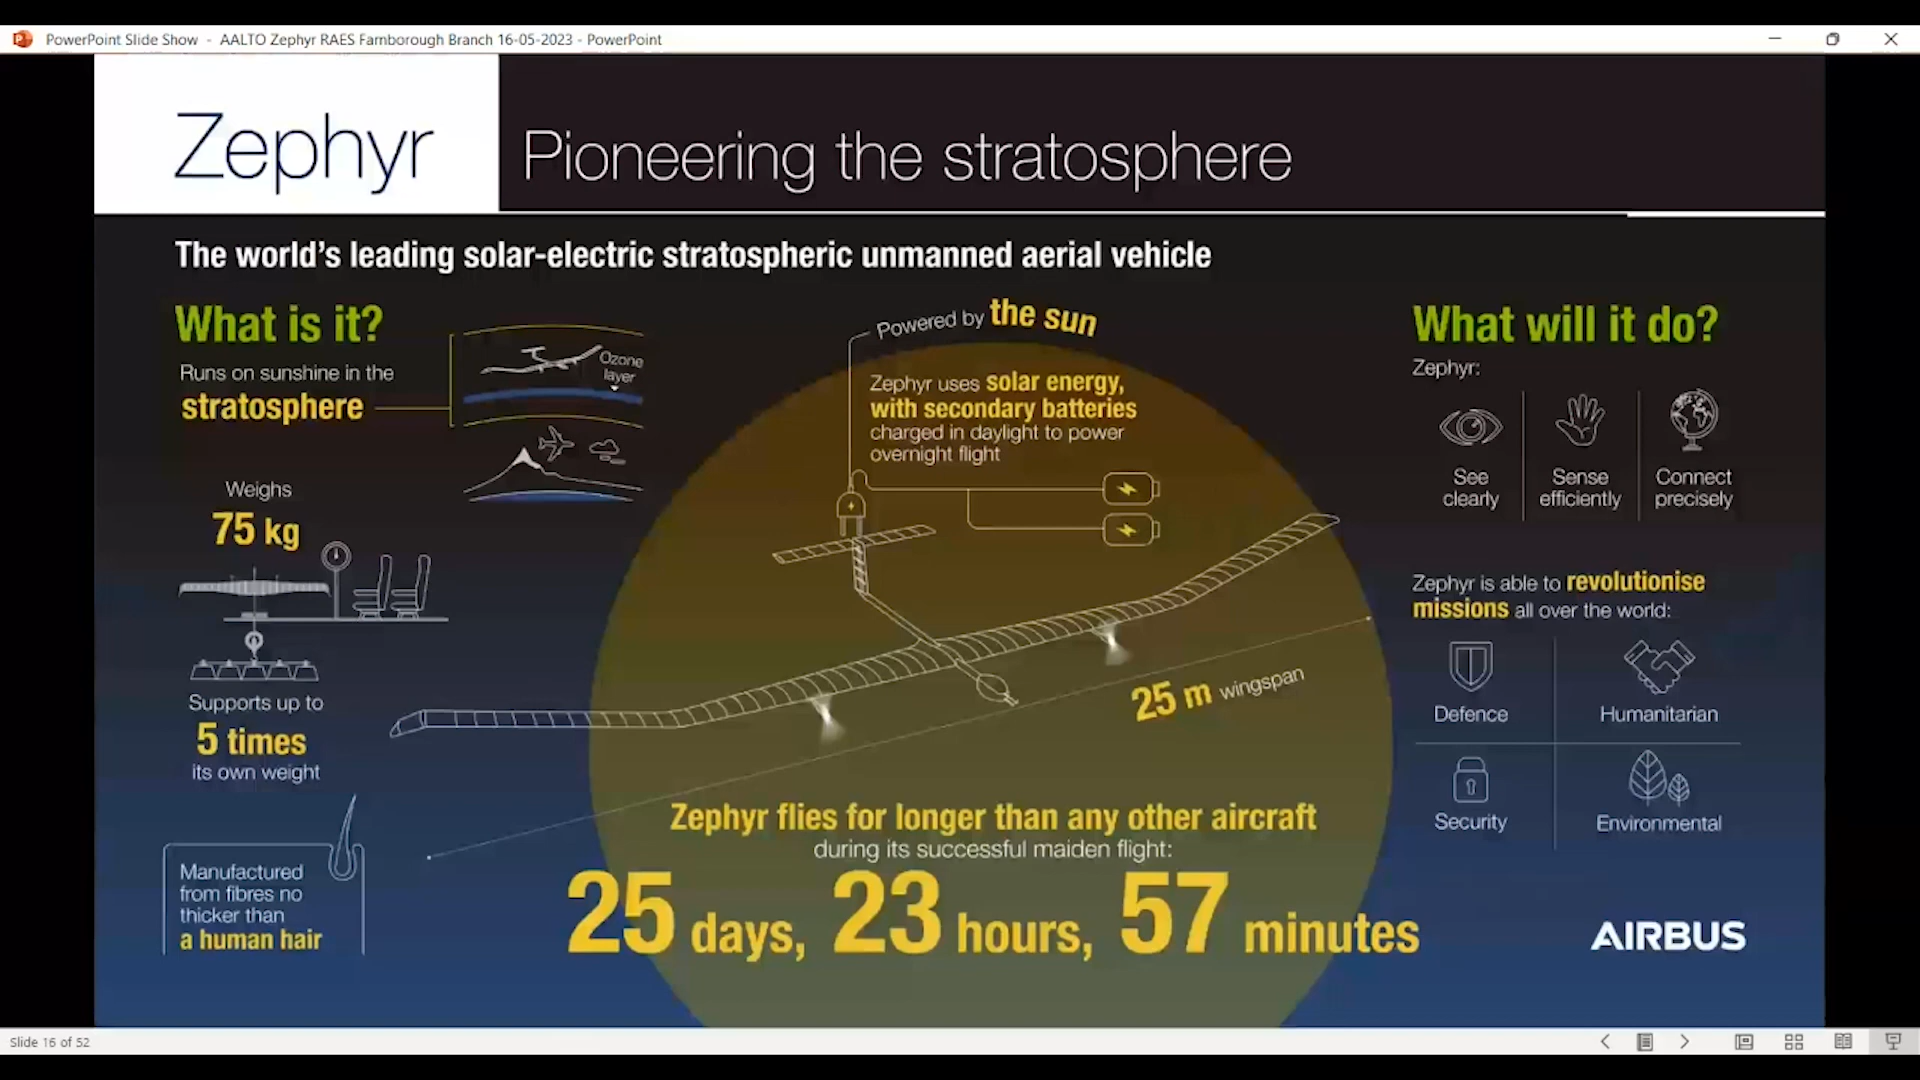 PowerPoint Slide Show - AALTO Zephyr RAES Farnborough Branch 16-05-2023 - PowerPoint
Zephyr
Pioneering the stratosphere
The world's leading solar-electric stratospheric unmanned aerial vehicle
What is it?
Runs on sunshine in the
stratosphere
Ozone
layer
Weighs
75 kg
Supports up to
5 times
its own weight
Manufactured
from fibres no
thicker than
a human hair
Powered by the sun
Zephyr uses solar energy,
with secondary batteries
charged in daylight to power
overnight flight
25 m wingspan
Zephyr flies for longer than any other aircraft
during its successful maiden flight:
25 days, 23 hours, 57 minutes
What will it do?
Zephyr:
See
clearly
Sense
efficiently
Connect
precisely
Zephyr is able to revolutionise
missions all over the world:
Defence
Humanitarian
Security
Environmental
AIRBUS
Slide 16 of 52